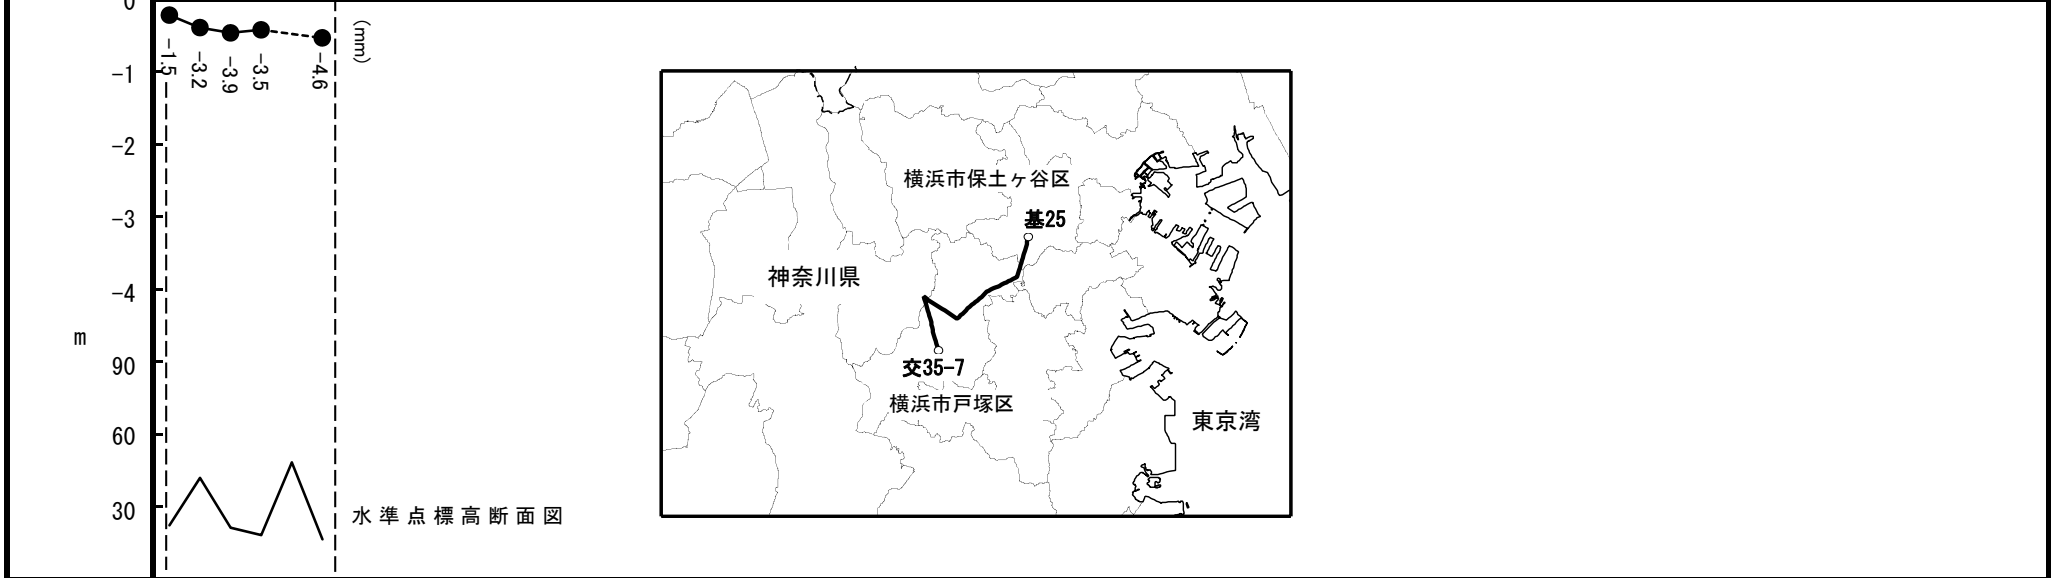 0
(mm)
-1.5
-3.2
-3.9
-3.5
-4.6
-1
-2
-3
-4
m
90
60
30
水準点標高断面図
横浜市保土ヶ谷区
基25
神奈川県
交35-7
横浜市戸塚区
東京湾